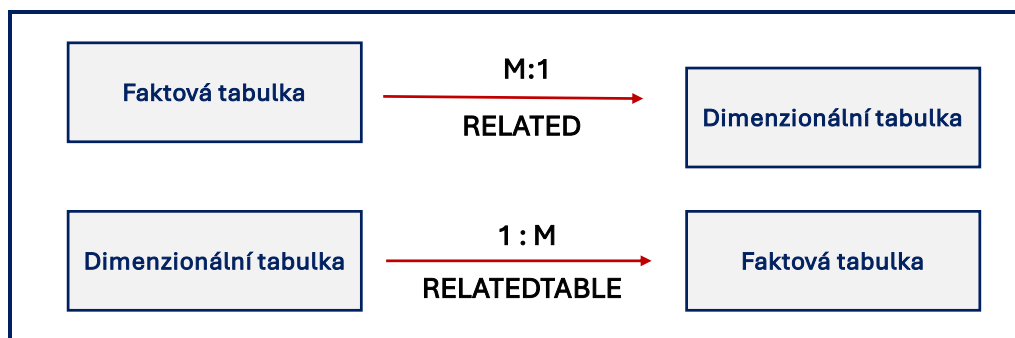 Faktová tabulka
M:1
RELATED
Dimenzionální tabulka
Dimenzionální tabulka
1 : M
RELATEDTABLE
Faktová tabulka